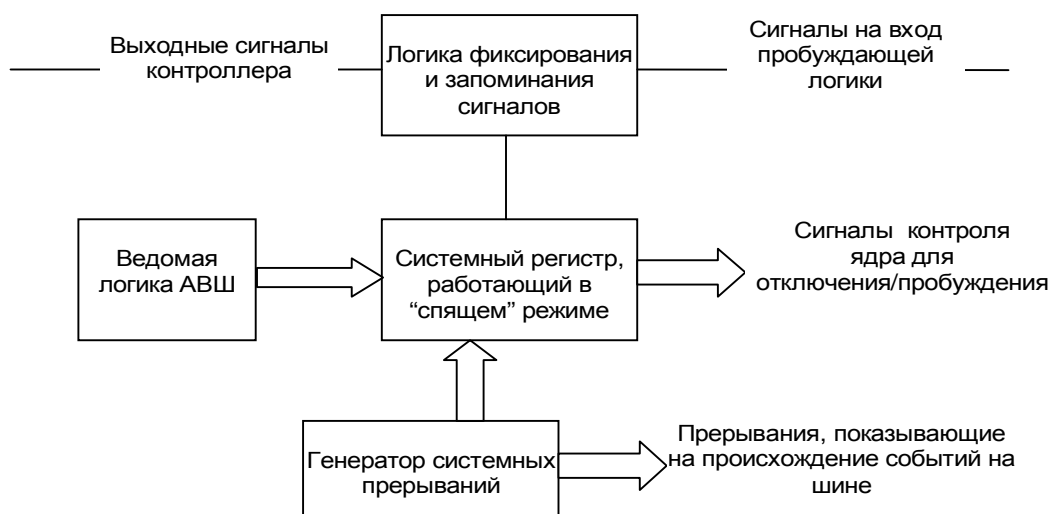 Выходные сигналы
контроллера
Логика фиксирования
и запоминания
сигналов
Сигналы на вход
пробуждающей
логики
Ведомая
логика АВШ
Системный регистр,
работающий в
“спящем” режиме
Сигналы контроля
ядра для
отключения/пробуждения
Генератор системных
прерываний
Прерывания, показывающие
на происхождение событий на
шине